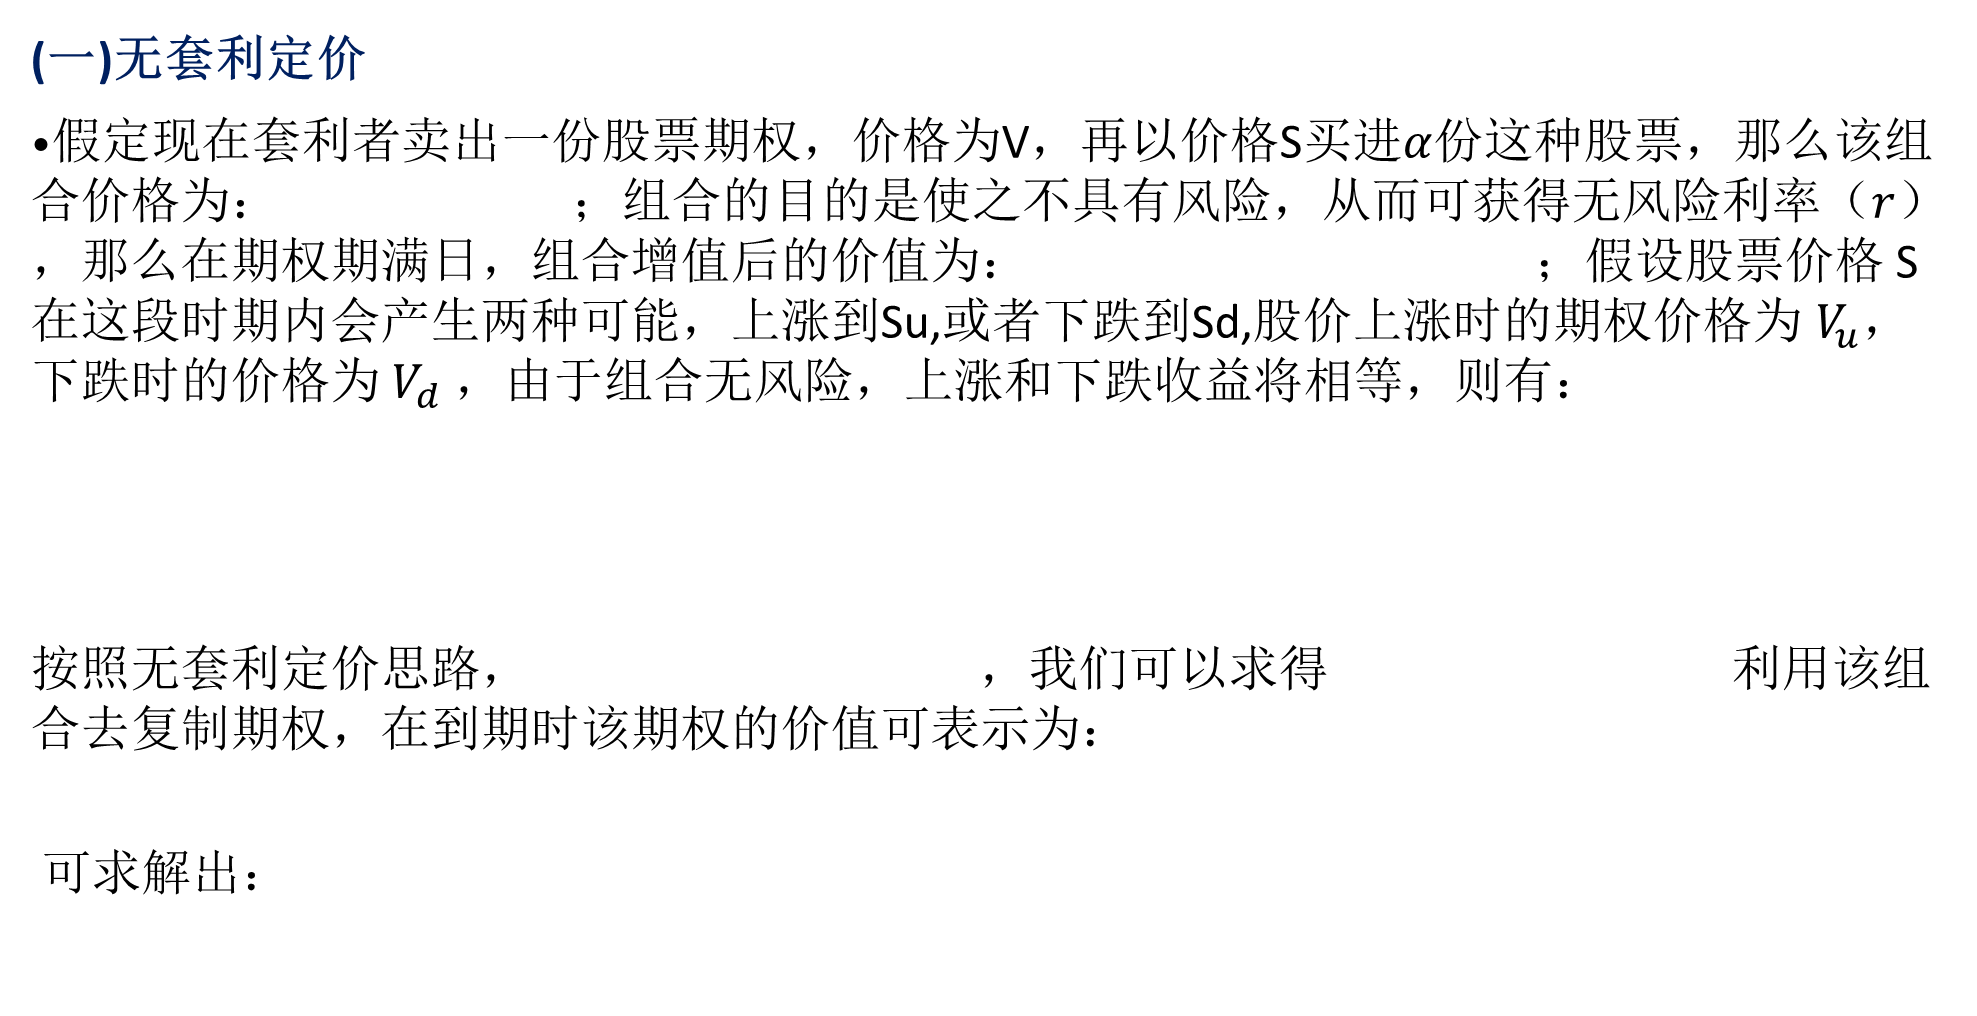 (一)无套利定价
•假定现在套利者卖出一份股票期权，价格为V，再以价格S买进α份这种股票，那么该组
合价格为： ；组合的目的是使之不具有风险，从而可获得无风险利率（r）
，那么在期权期满日，组合增值后的价值为： ；假设股票价格 S
在这段时期内会产生两种可能，上涨到Su,或者下跌到Sd,股价上涨时的期权价格为 V_u，
下跌时的价格为 V_d ，由于组合无风险，上涨和下跌收益将相等，则有：
按照无套利定价思路， ，我们可以求得 利用该组
合去复制期权，在到期时该期权的价值可表示为：
可求解出：